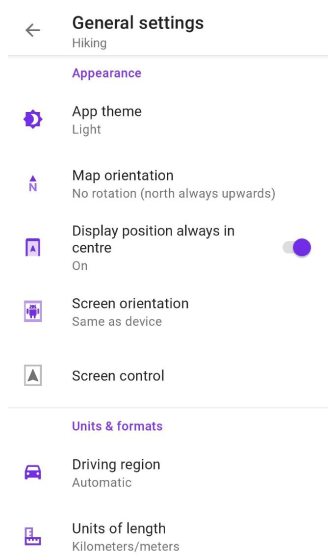 General settings
Hiking
Appearance
App theme
Light
N
Map orientation
No rotation (north always upwards)
Display position always in
centre
On
Screen orientation
Same as device
Screen control
Units & formats
Driving region
Automatic
Units of length
Kilometers/meters